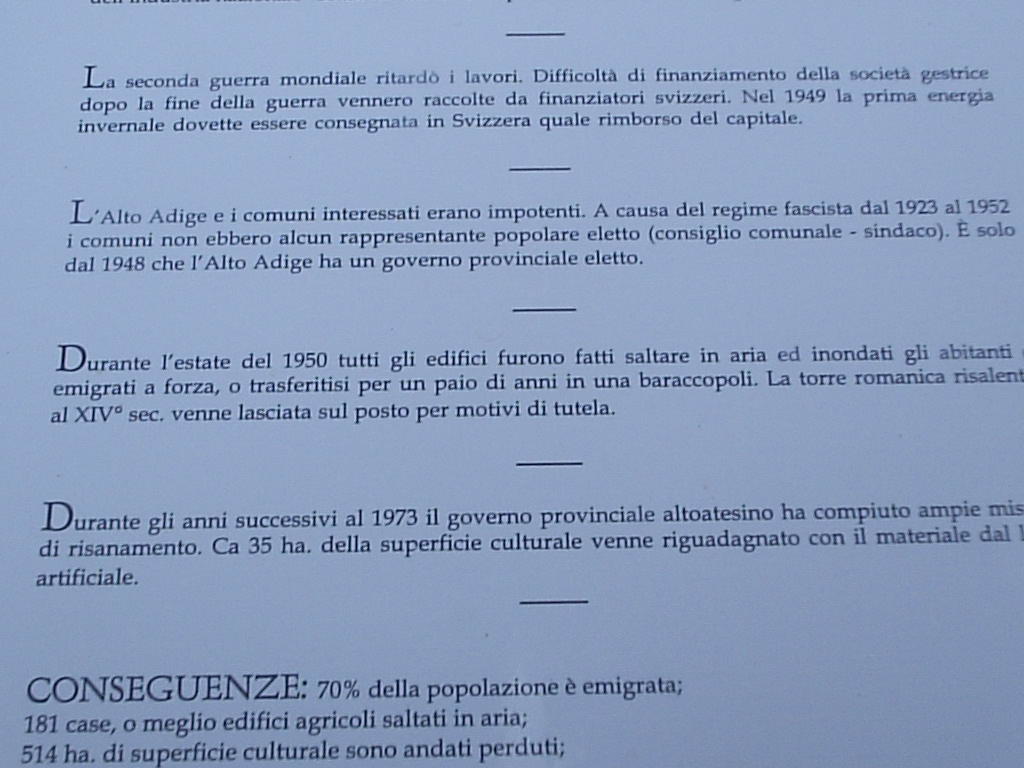 La seconda guerra mondiale ritardò i lavori. Difficoltà di finanziamento della società gestrice
dopo la fine della guerra vennero raccolte da finanziatori svizzeri. Nel 1949 la prima energia
invernale dovette essere consegnata in Svizzera quale rimborso del capitale.
L'Alto Adige e i comuni interessati erano impotenti. A causa del regime fascista dal 1923 al 1952
i comuni non ebbero alcun rappresentante popolare eletto (consiglio comunale - sindaco). È solo
dal 1948 che l'Alto Adige ha un governo provinciale eletto.
Durante l'estate del 1950 tutti gli edifici furono fatti saltare in aria ed inondati gli abitanti
emigrati a forza, o trasferitisi per un paio di anni in una baraccopoli. La torre romanica risalent
al XIV° sec. venne lasciata sul posto per motivi di tutela.
Durante gli anni successivi al 1973 il governo provinciale altoatesino ha compiuto ampie mis
di risanamento. Ca 35 ha. della superficie culturale venne riguadagnato con il materiale dal
artificiale.
CONSEGUENZE: 70% della popolazione è emigrata;
181 case, o meglio edifici agricoli saltati in aria;
514 ha. di superficie culturale sono andati perduti;